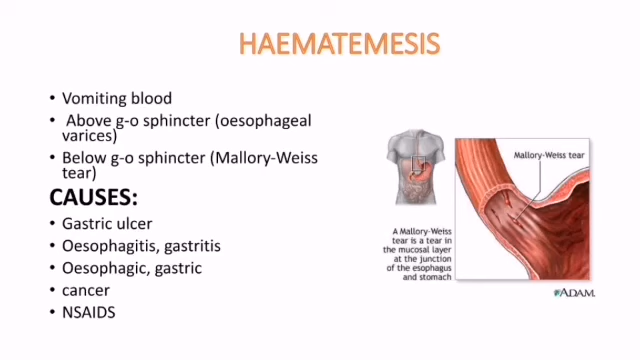 HAEMATEMESIS
• Vomiting blood
• Above g-o sphincter (oesophageal
varices)
• Below g-o sphincter (Mallory-Weiss
tear)
CAUSES:
• Gastric ulcer
• Oesophagitis, gastritis
• Oesophagic, gastric
• cancer
• NSAIDS
Mallory-Weiss tear
A Mallory-Weiss
tear is a tear in
the mucosal layer
at the junction
of the esophagus
and stomach
ADAM.